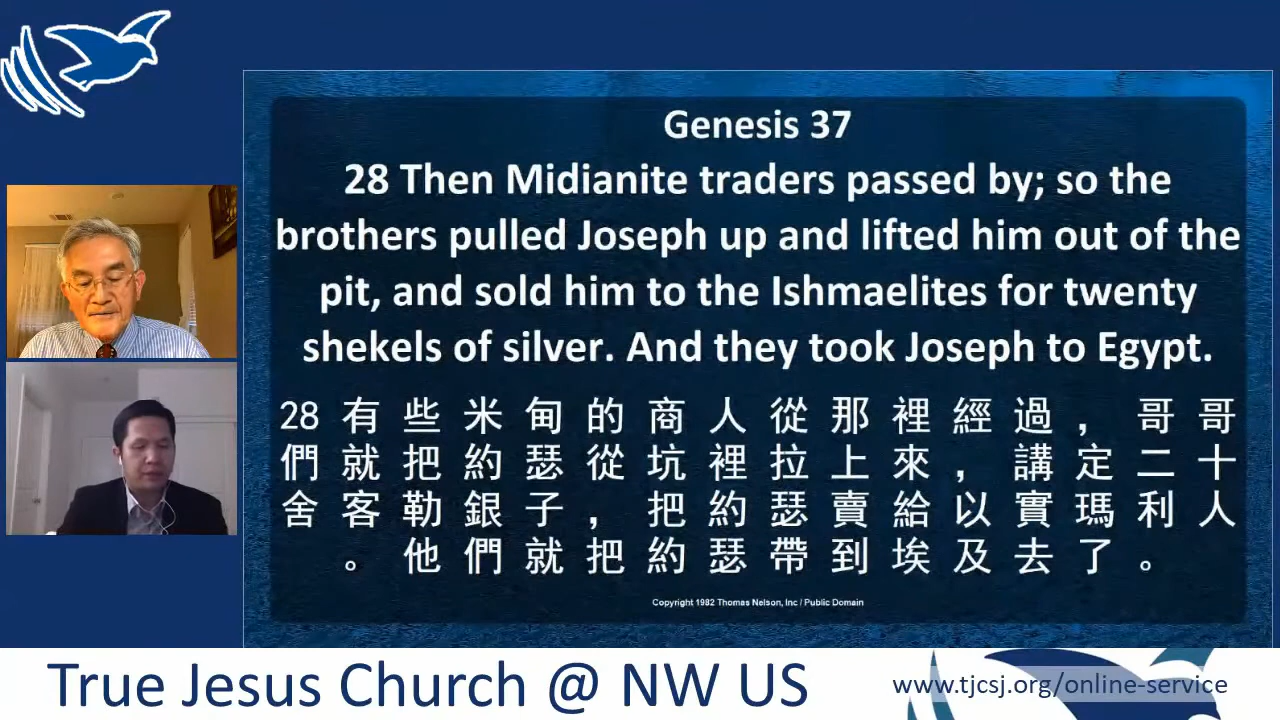 Genesis 37
28 Then Midianite traders passed by; so the
brothers pulled Joseph up and lifted him out of the
pit, and sold him to the Ishmaelites for twenty
shekels of silver. And they took Joseph to Egypt.
28 有些米甸的商人從那裡經過，哥哥
們就把約瑟從坑裡拉上來，講定二十
舍客勒銀子，把約瑟賣給以實瑪利人
。他們就把約瑟帶到埃及去了。
Copyright 1982 Thomas Nelson, Inc / Public Domain
True Jesus Church @ NW US
www.tjcsj.org/online-service